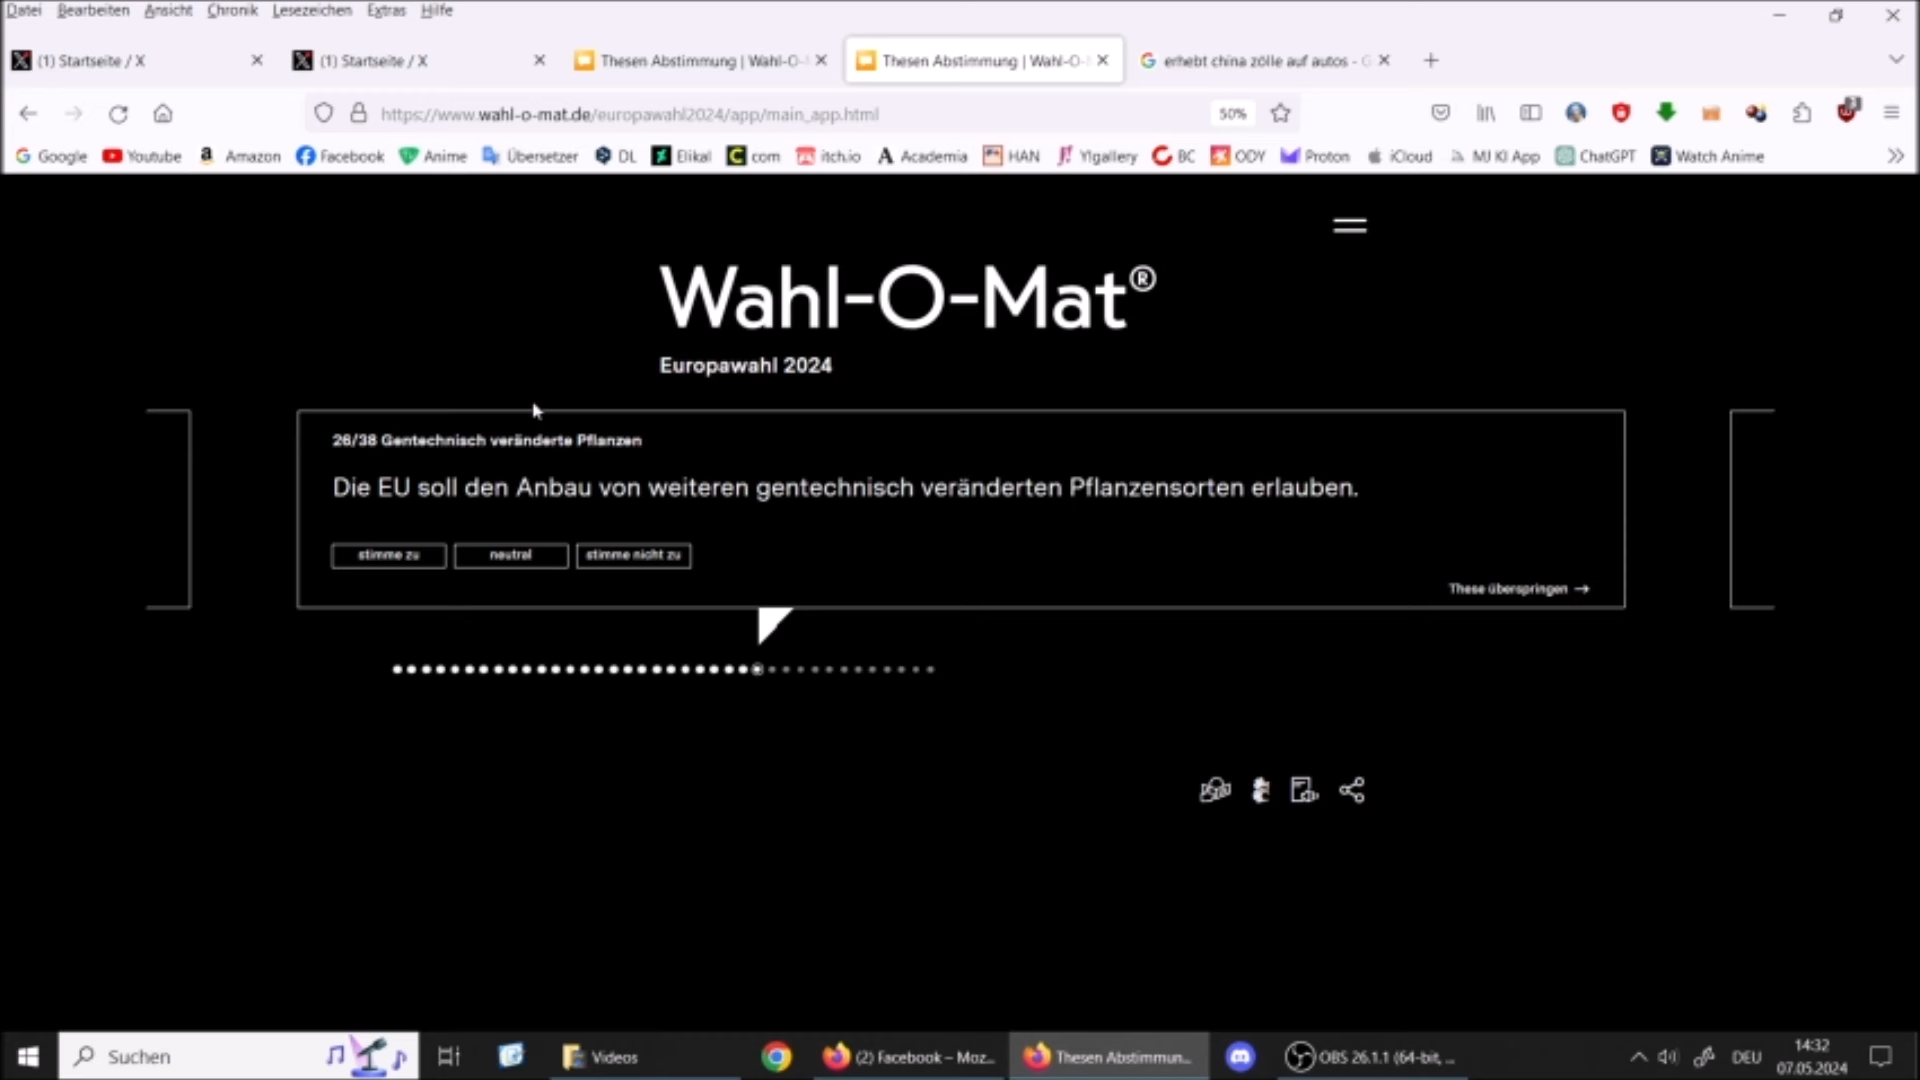 Datei Bearbeiten Ansicht Chronik Lesezeichen Extras Hilfe
(1) Startseite / X
(1) Startseite / X
Thesen Abstimmung | Wahl-O-
Thesen Abstimmung | Wahl-O-
erhebt china zölle auf autos - G
https://www.wahl-o-mat.de/europawahl2024/app/main_app.html
50%
Google Youtube Amazon Facebook Anime Übersetzer DL Elikal com itch.io Academia HAN Y!gallery BC ODY Proton iCloud MJ KI App ChatGPT Watch Anime
Wahl-O-Mat®
Europawahl 2024
26/38 Gentechnisch veränderte Pflanzen
Die EU soll den Anbau von weiteren gentechnisch veränderten Pflanzensorten erlauben.
stimme zu
neutral
stimme nicht zu
These überspringen →
Suchen
Videos
(2) Facebook – Moz...
Thesen Abstimmun...
OBS 26.1.1 (64-bit, ...
DEU
14:32
07.05.2024